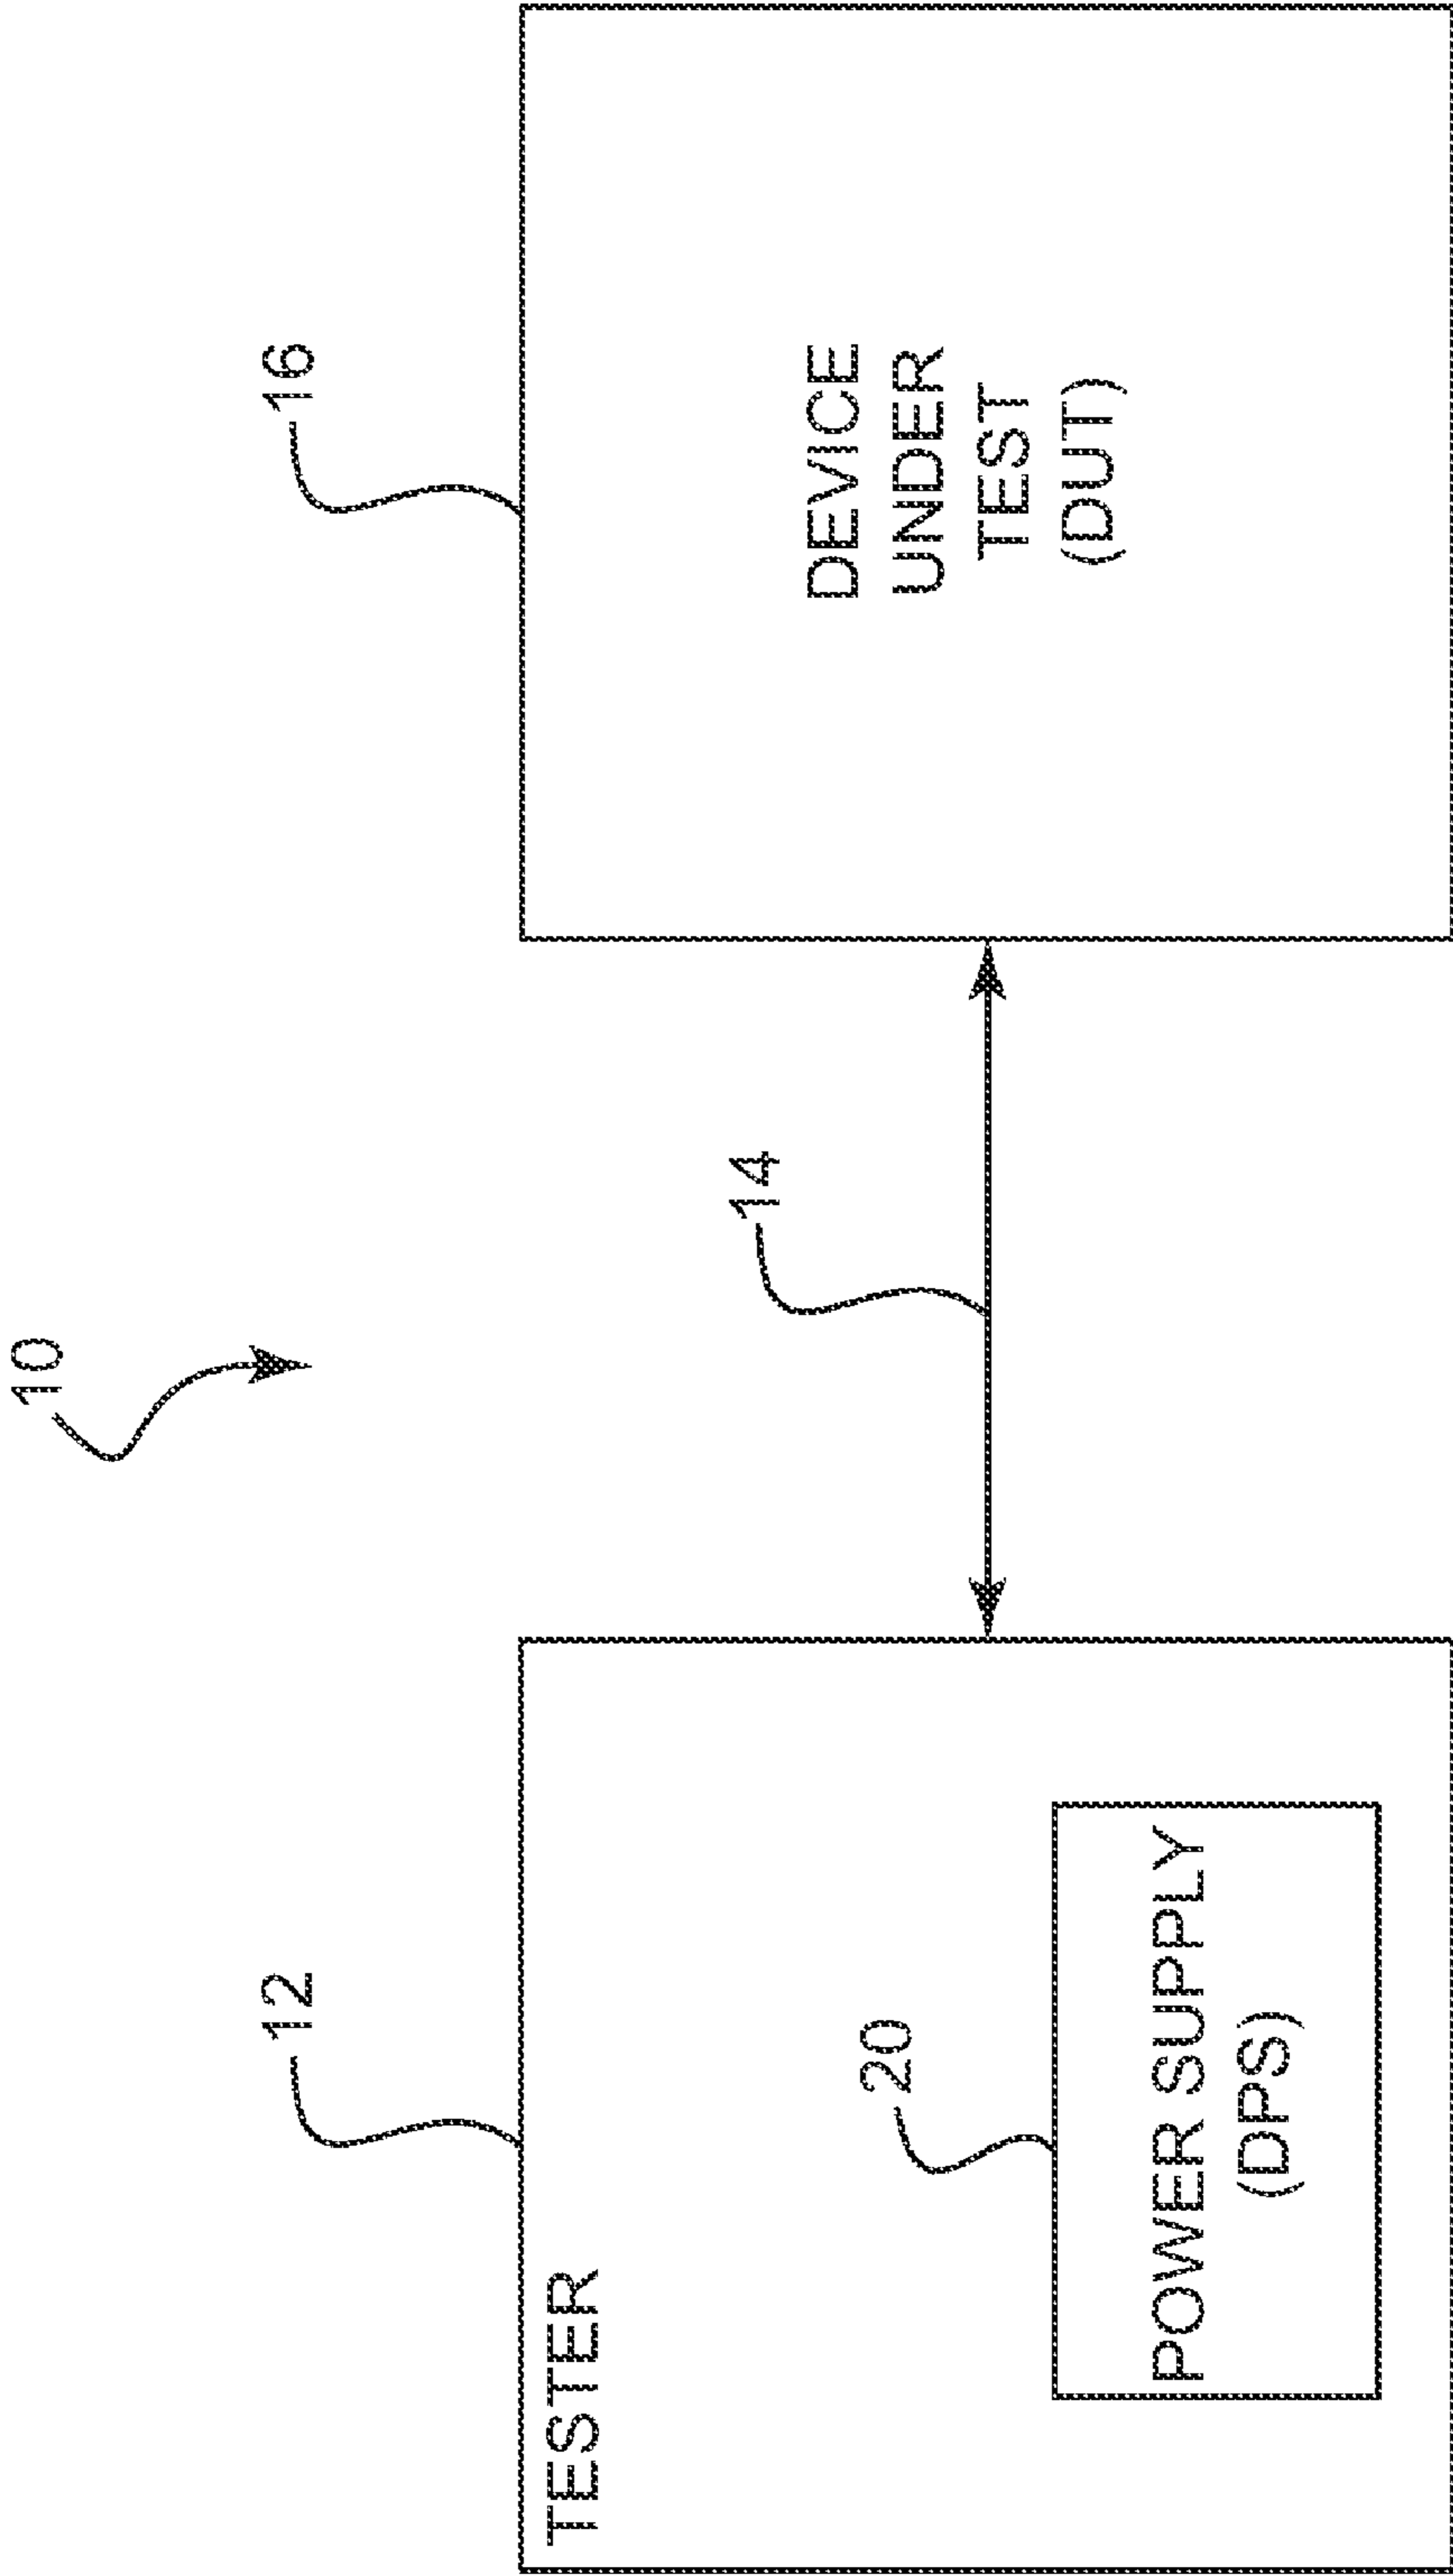 10
12
14
16
TESTER
20
POWER SUPPLY
(DPS)
DEVICE
UNDER
TEST
(DUT)